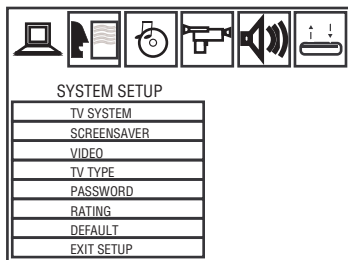 SYSTEM SETUP
TV SYSTEM
SCREENSAVER
VIDEO
TV TYPE
PASSWORD
RATING
DEFAULT
EXIT SETUP